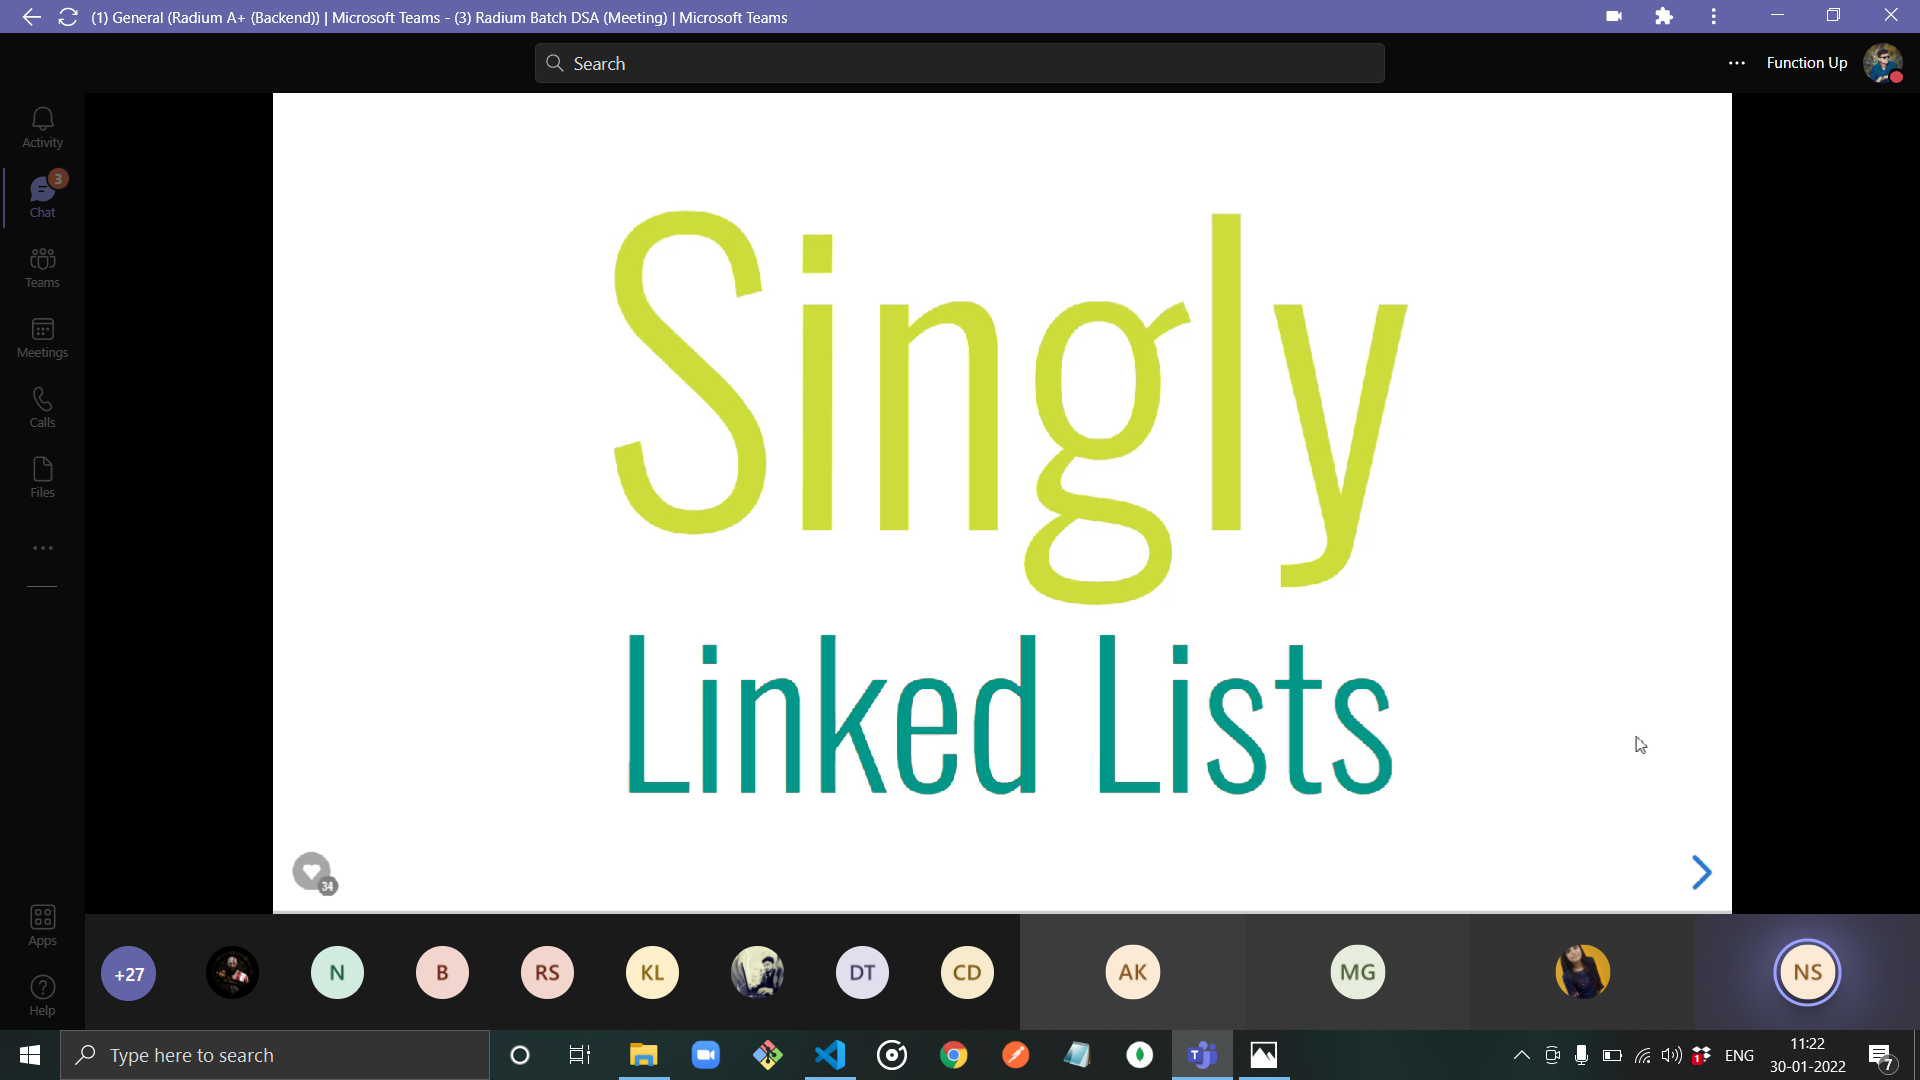 (1) General (Radium A+ (Backend)) | Microsoft Teams - (3) Radium Batch DSA (Meeting) | Microsoft Teams
Search
Function Up
Activity
3
Chat
Teams
Meetings
Calls
Files
Apps
Help
Singly
Linked Lists
34
+27
N
B
RS
KL
DT
CD
AK
MG
NS
Type here to search
1
ENG
11:22
30-01-2022
7